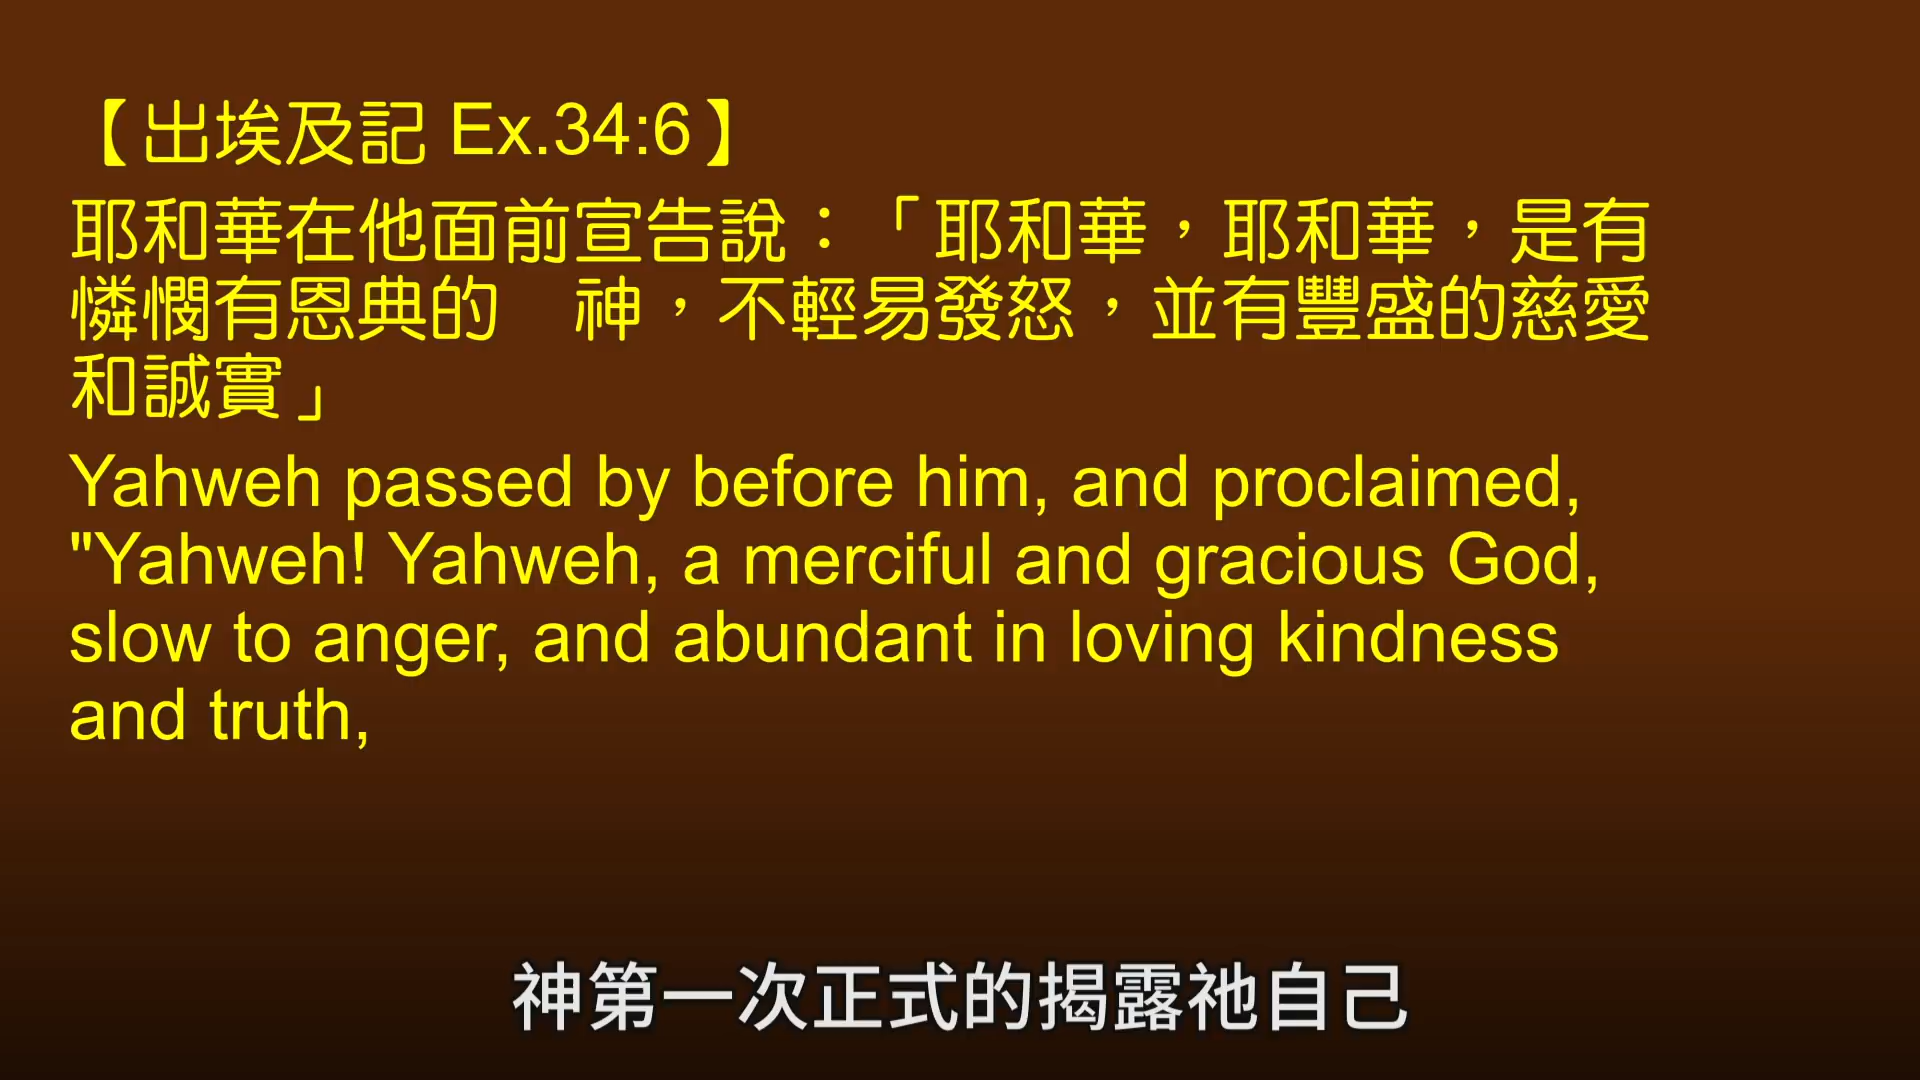 【出埃及記 Ex.34:6】
耶和華在他面前宣告說：「耶和華，耶和華，是有
憐憫有恩典的　神，不輕易發怒，並有豐盛的慈愛
和誠實」
Yahweh passed by before him, and proclaimed,
"Yahweh! Yahweh, a merciful and gracious God,
slow to anger, and abundant in loving kindness
and truth,
神第一次正式的揭露祂自己